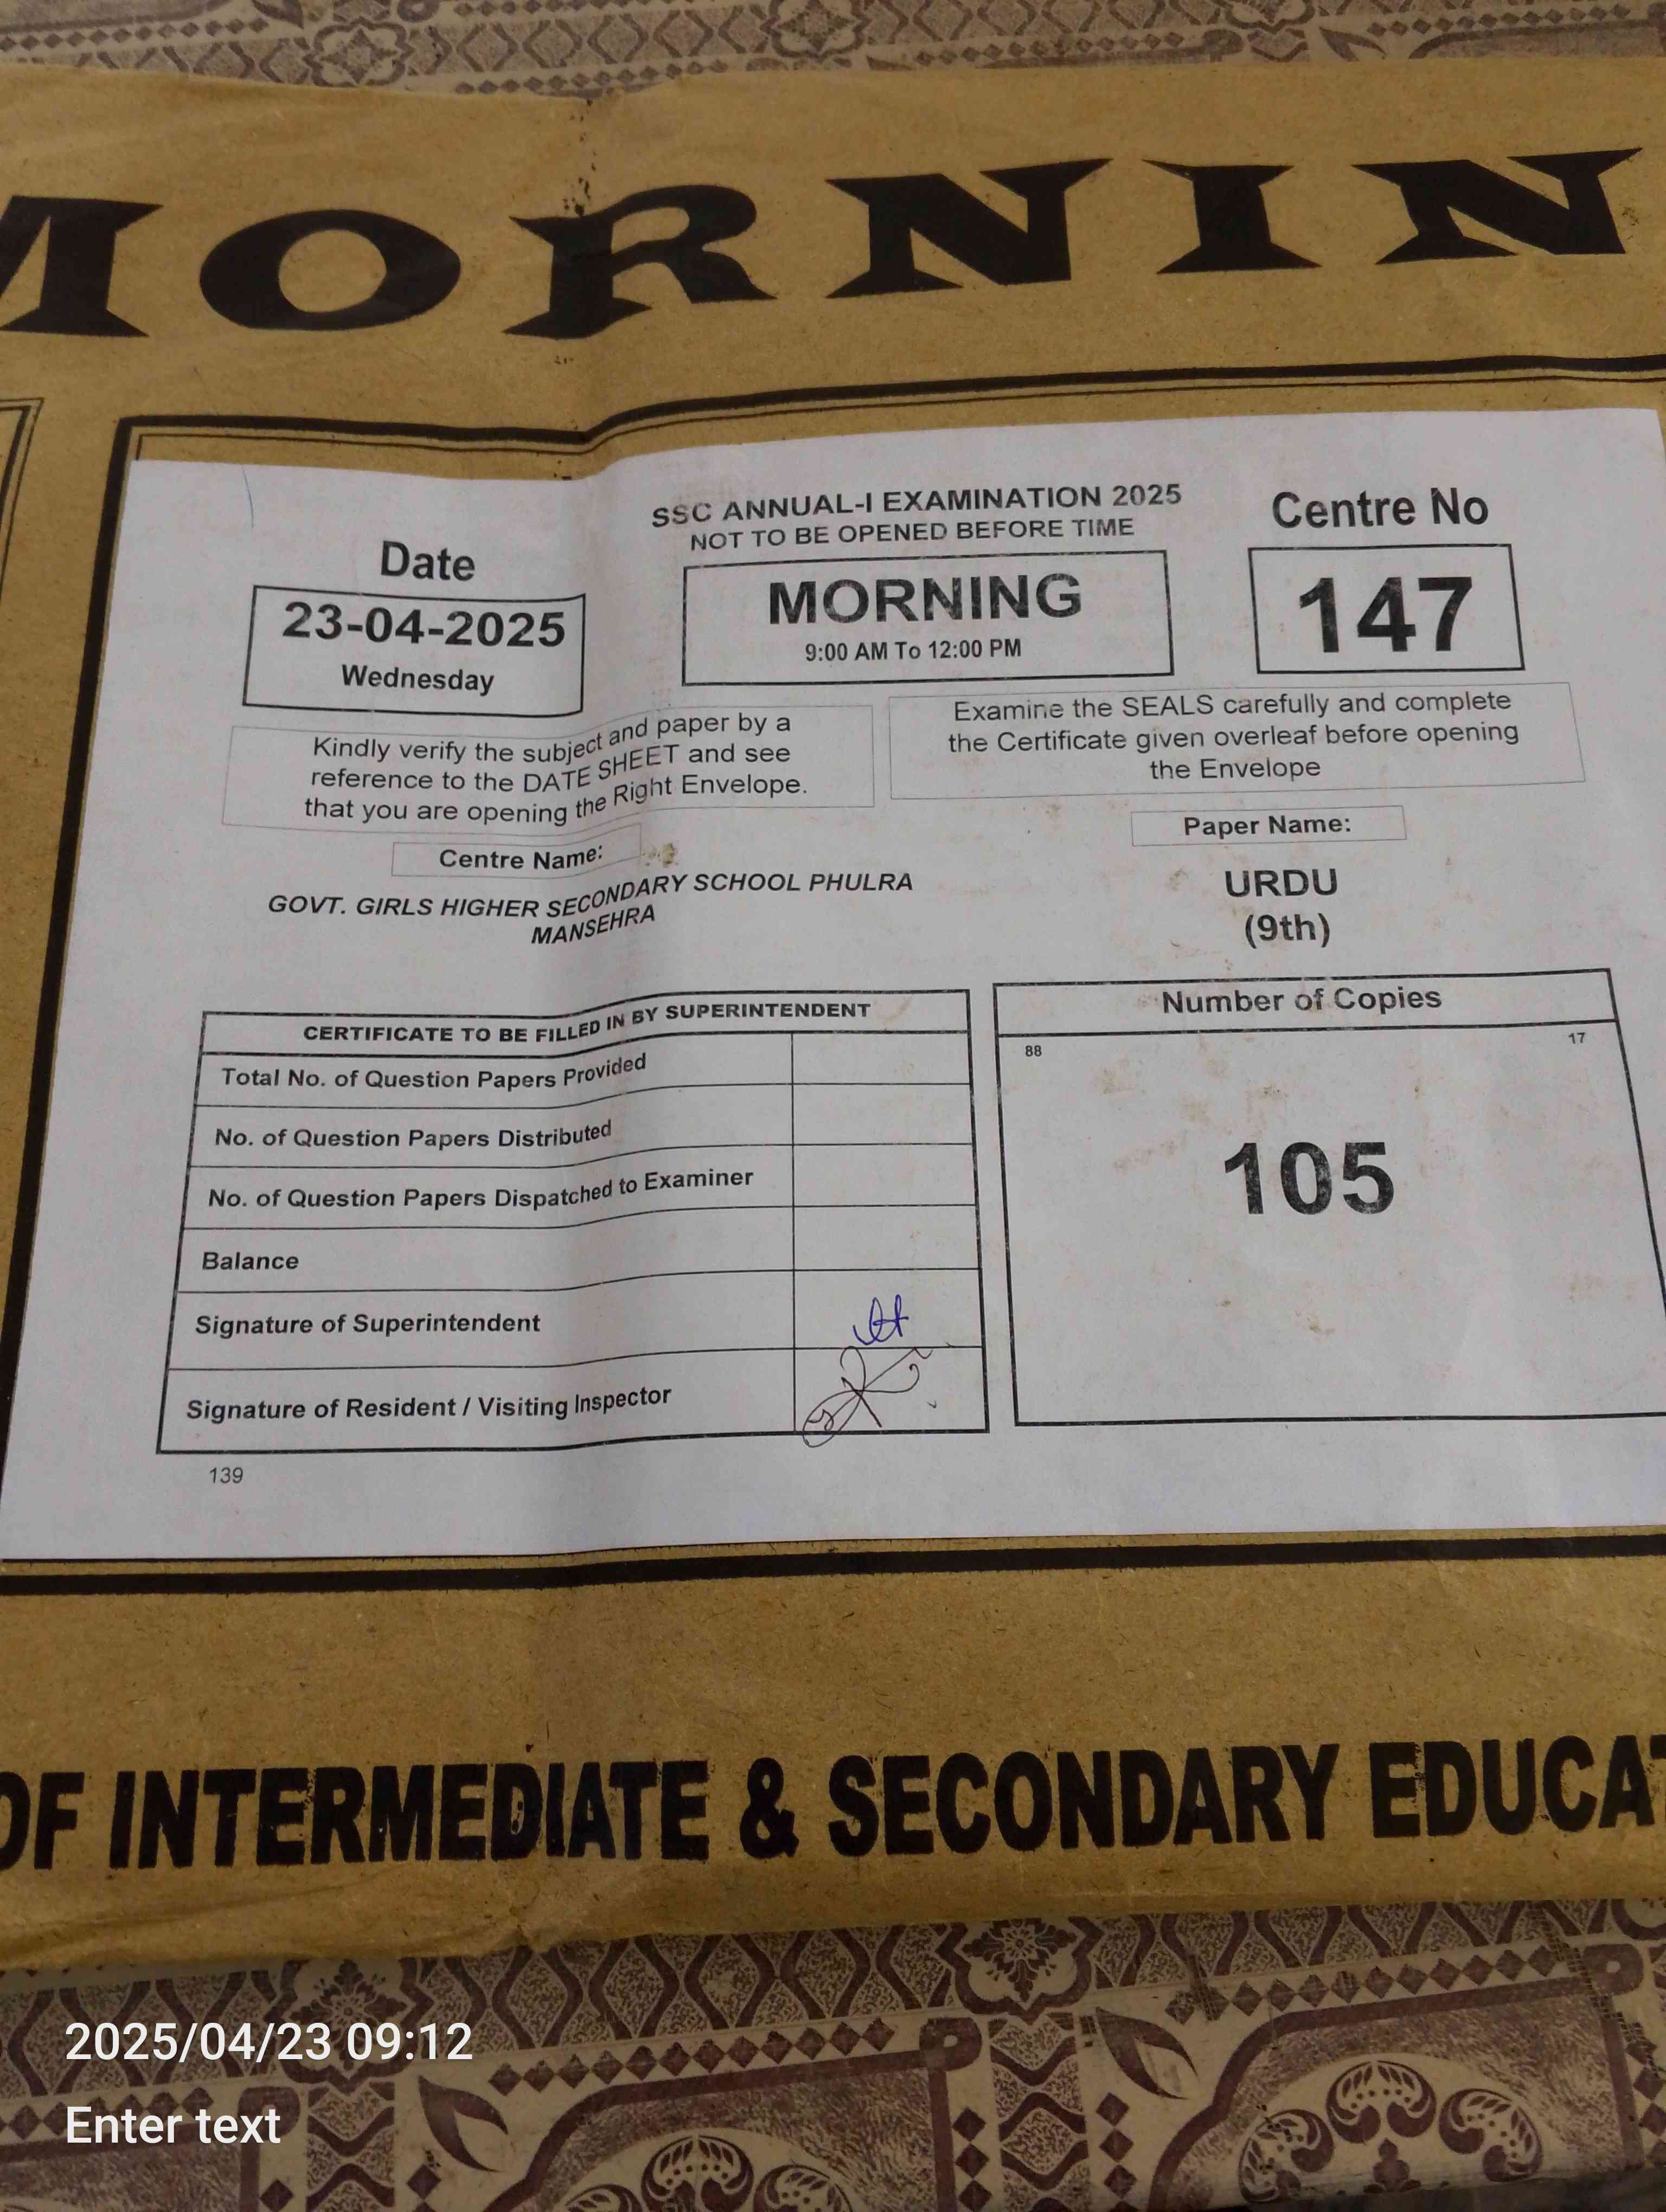 MORNIN
SSC ANNUAL-I EXAMINATION 2025
NOT TO BE OPENED BEFORE TIME
Date
23-04-2025
Wednesday
MORNING
9:00 AM To 12:00 PM
Centre No
147
Kindly verify the subject and paper by a
reference to the DATE SHEET and see
that you are opening the Right Envelope.
Examine the SEALS carefully and complete
the Certificate given overleaf before opening
the Envelope
Centre Name:
GOVT. GIRLS HIGHER SECONDARY SCHOOL PHULRA
MANSEHRA
Paper Name:
URDU
(9th)
CERTIFICATE TO BE FILLED IN BY SUPERINTENDENT
Total No. of Question Papers Provided
No. of Question Papers Distributed
No. of Question Papers Dispatched to Examiner
Balance
Signature of Superintendent
Signature of Resident / Visiting Inspector
Number of Copies
88 17
105
139
OF INTERMEDIATE & SECONDARY EDUCAT
2025/04/23 09:12
Enter text